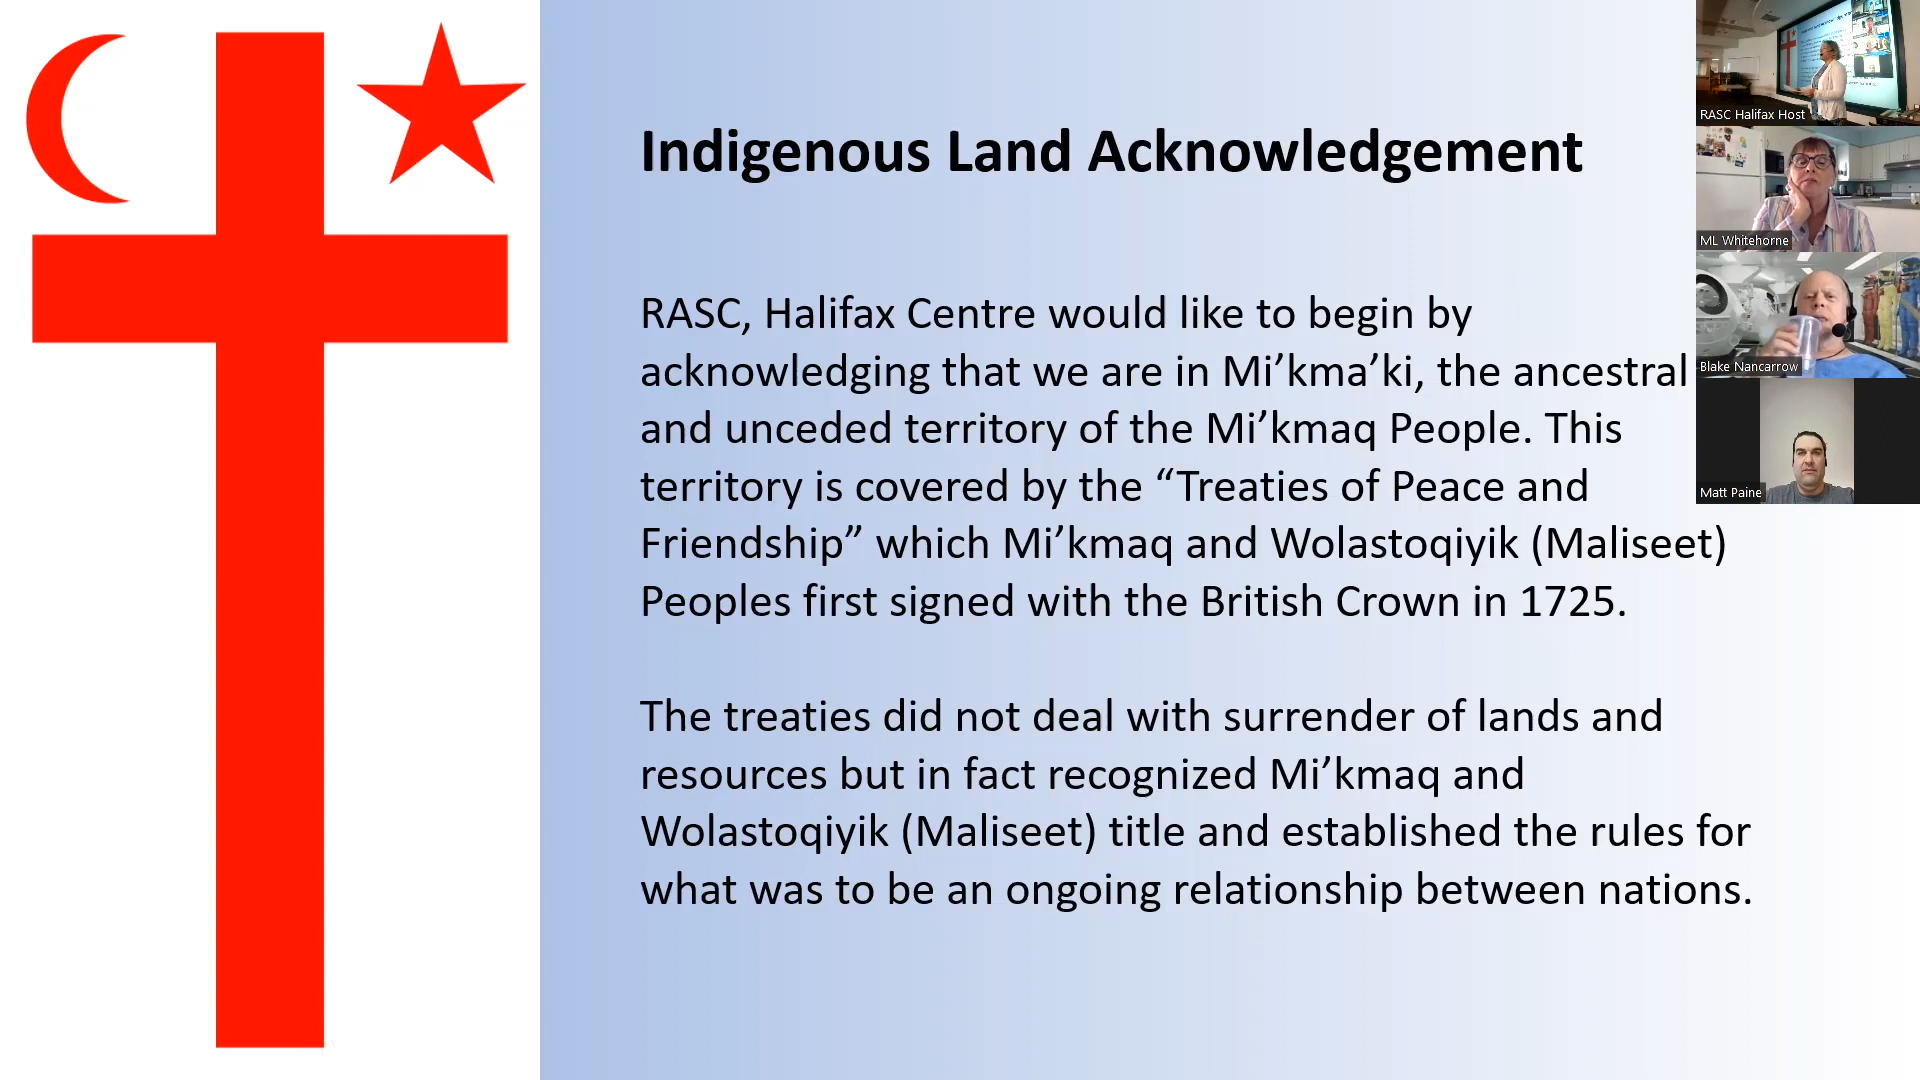 Indigenous Land Acknowledgement
RASC, Halifax Centre would like to begin by
acknowledging that we are in Mi’kma’ki, the ancestral
and unceded territory of the Mi’kmaq People. This
territory is covered by the “Treaties of Peace and
Friendship” which Mi’kmaq and Wolastoqiyik (Maliseet)
Peoples first signed with the British Crown in 1725.
The treaties did not deal with surrender of lands and
resources but in fact recognized Mi’kmaq and
Wolastoqiyik (Maliseet) title and established the rules for
what was to be an ongoing relationship between nations.
RASC Halifax Host
ML Whitehorne
Blake Nancarrow
Matt Paine